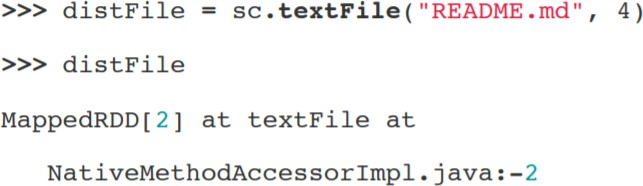 >>> distFile = sc.textFile("README.md", 4)
>>> distFile
MappedRDD[2] at textFile at
NativeMethodAccessorImpl.java:-2